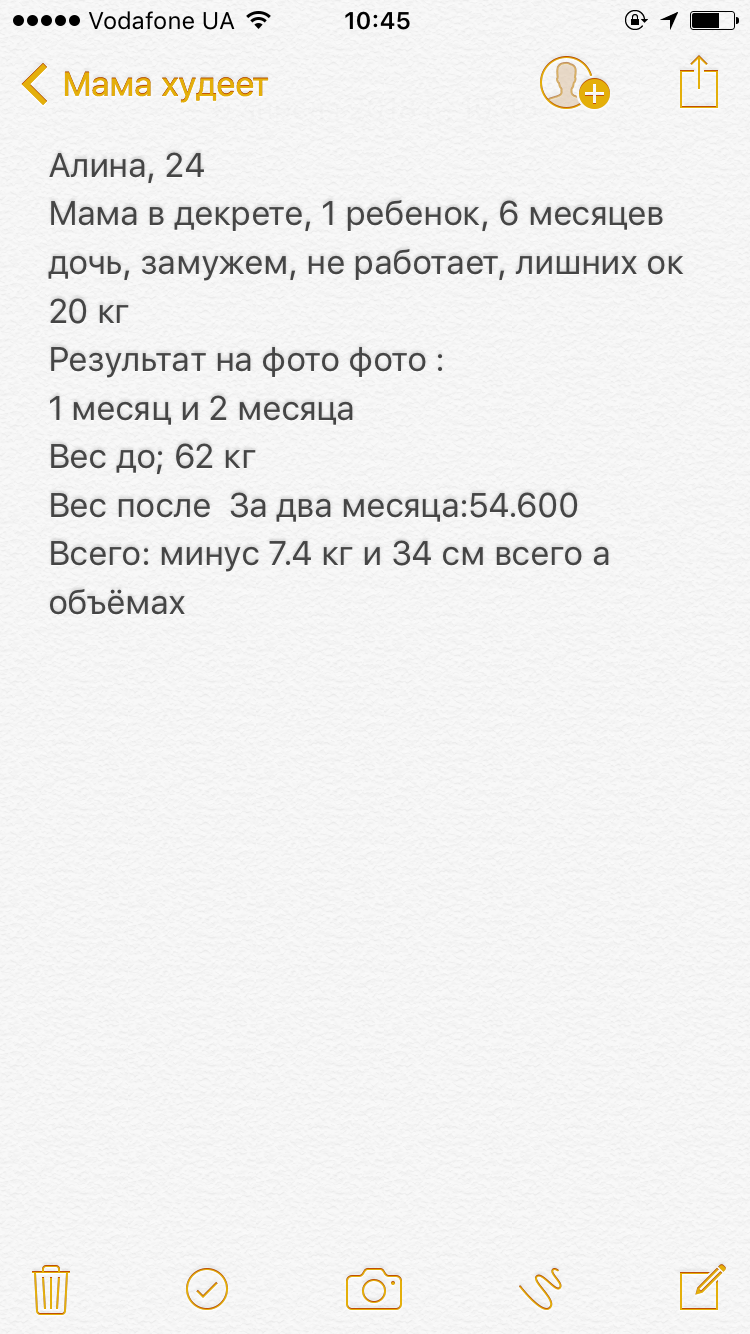 Vodafone UA 10:45
Мама худеет
Алина, 24
Мама в декрете, 1 ребенок, 6 месяцев
дочь, замужем, не работает, лишних ок
20 кг
Результат на фото фото :
1 месяц и 2 месяца
Вес до; 62 кг
Вес после  За два месяца:54.600
Всего: минус 7.4 кг и 34 см всего а
объёмах